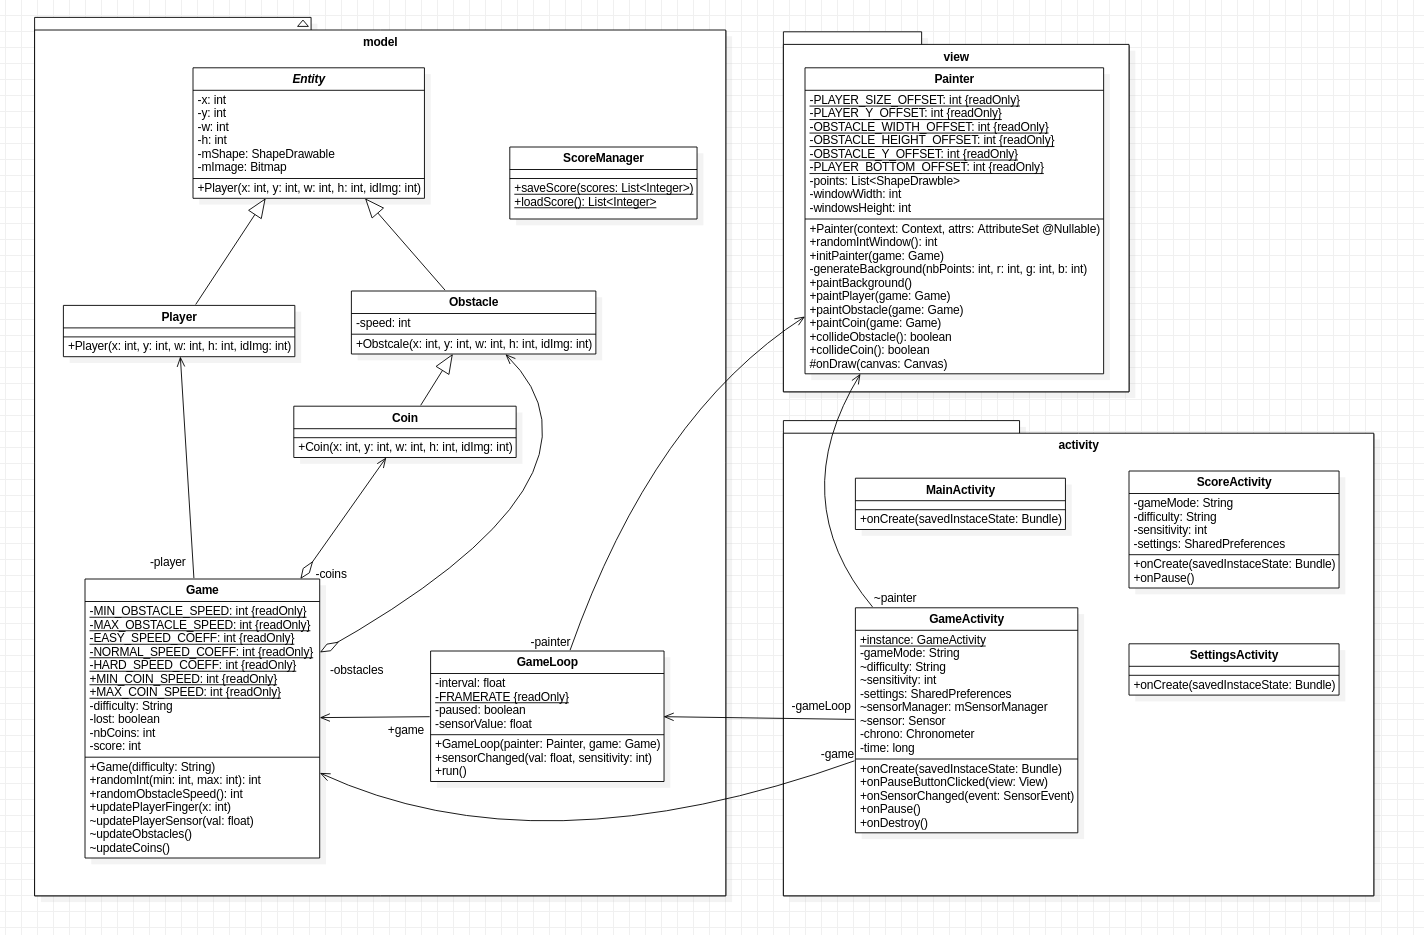 model
Entity
-x: int
-y: int
-w: int
-h: int
-mShape: ShapeDrawable
-mImage: Bitmap
+Player(x: int, y: int, w: int, h: int, idImg: int)
ScoreManager
+saveScore(scores: List<Integer>)
+loadScore(): List<Integer>
Player
+Player(x: int, y: int, w: int, h: int, idImg: int)
Obstacle
-speed: int
+Obstcale(x: int, y: int, w: int, h: int, idImg: int)
Coin
+Coin(x: int, y: int, w: int, h: int, idImg: int)
-player
-coins
-obstacles
Game
-MIN_OBSTACLE_SPEED: int {readOnly}
-MAX_OBSTACLE_SPEED: int {readOnly}
-EASY_SPEED_COEFF: int {readOnly}
-NORMAL_SPEED_COEFF: int {readOnly}
-HARD_SPEED_COEFF: int {readOnly}
+MIN_COIN_SPEED: int {readOnly}
+MAX_COIN_SPEED: int {readOnly}
-difficulty: String
-lost: boolean
-nbCoins: int
-score: int
+Game(difficulty: String)
+randomInt(min: int, max: int): int
+randomObstacleSpeed(): int
+updatePlayerFinger(x: int)
~updatePlayerSensor(val: float)
~updateObstacles()
~updateCoins()
-painter
+game
GameLoop
-interval: float
-FRAMERATE {readOnly}
-paused: boolean
-sensorValue: float
+GameLoop(painter: Painter, game: Game)
+sensorChanged(val: float, sensitivity: int)
+run()
view
Painter
-PLAYER_SIZE_OFFSET: int {readOnly}
-PLAYER_Y_OFFSET: int {readOnly}
-OBSTACLE_WIDTH_OFFSET: int {readOnly}
-OBSTACLE_HEIGHT_OFFSET: int {readOnly}
-OBSTACLE_Y_OFFSET: int {readOnly}
-PLAYER_BOTTOM_OFFSET: int {readOnly}
-points: List<ShapeDrawble>
-windowWidth: int
-windowsHeight: int
+Painter(context: Context, attrs: AttributeSet @Nullable)
+randomIntWindow(): int
+initPainter(game: Game)
-generateBackground(nbPoints: int, r: int, g: int, b: int)
+paintBackground()
+paintPlayer(game: Game)
+paintObstacle(game: Game)
+paintCoin(game: Game)
+collideObstacle(): boolean
+collideCoin(): boolean
#onDraw(canvas: Canvas)
activity
MainActivity
+onCreate(savedInstaceState: Bundle)
ScoreActivity
-gameMode: String
-difficulty: String
-sensitivity: int
-settings: SharedPreferences
+onCreate(savedInstaceState: Bundle)
+onPause()
~painter
-gameLoop
-game
GameActivity
+instance: GameActivity
-gameMode: String
~difficulty: String
~sensitivity: int
-settings: SharedPreferences
~sensorManager: mSensorManager
~sensor: Sensor
-chrono: Chronometer
-time: long
+onCreate(savedInstaceState: Bundle)
+onPauseButtonClicked(view: View)
+onSensorChanged(event: SensorEvent)
+onPause()
+onDestroy()
SettingsActivity
+onCreate(savedInstaceState: Bundle)